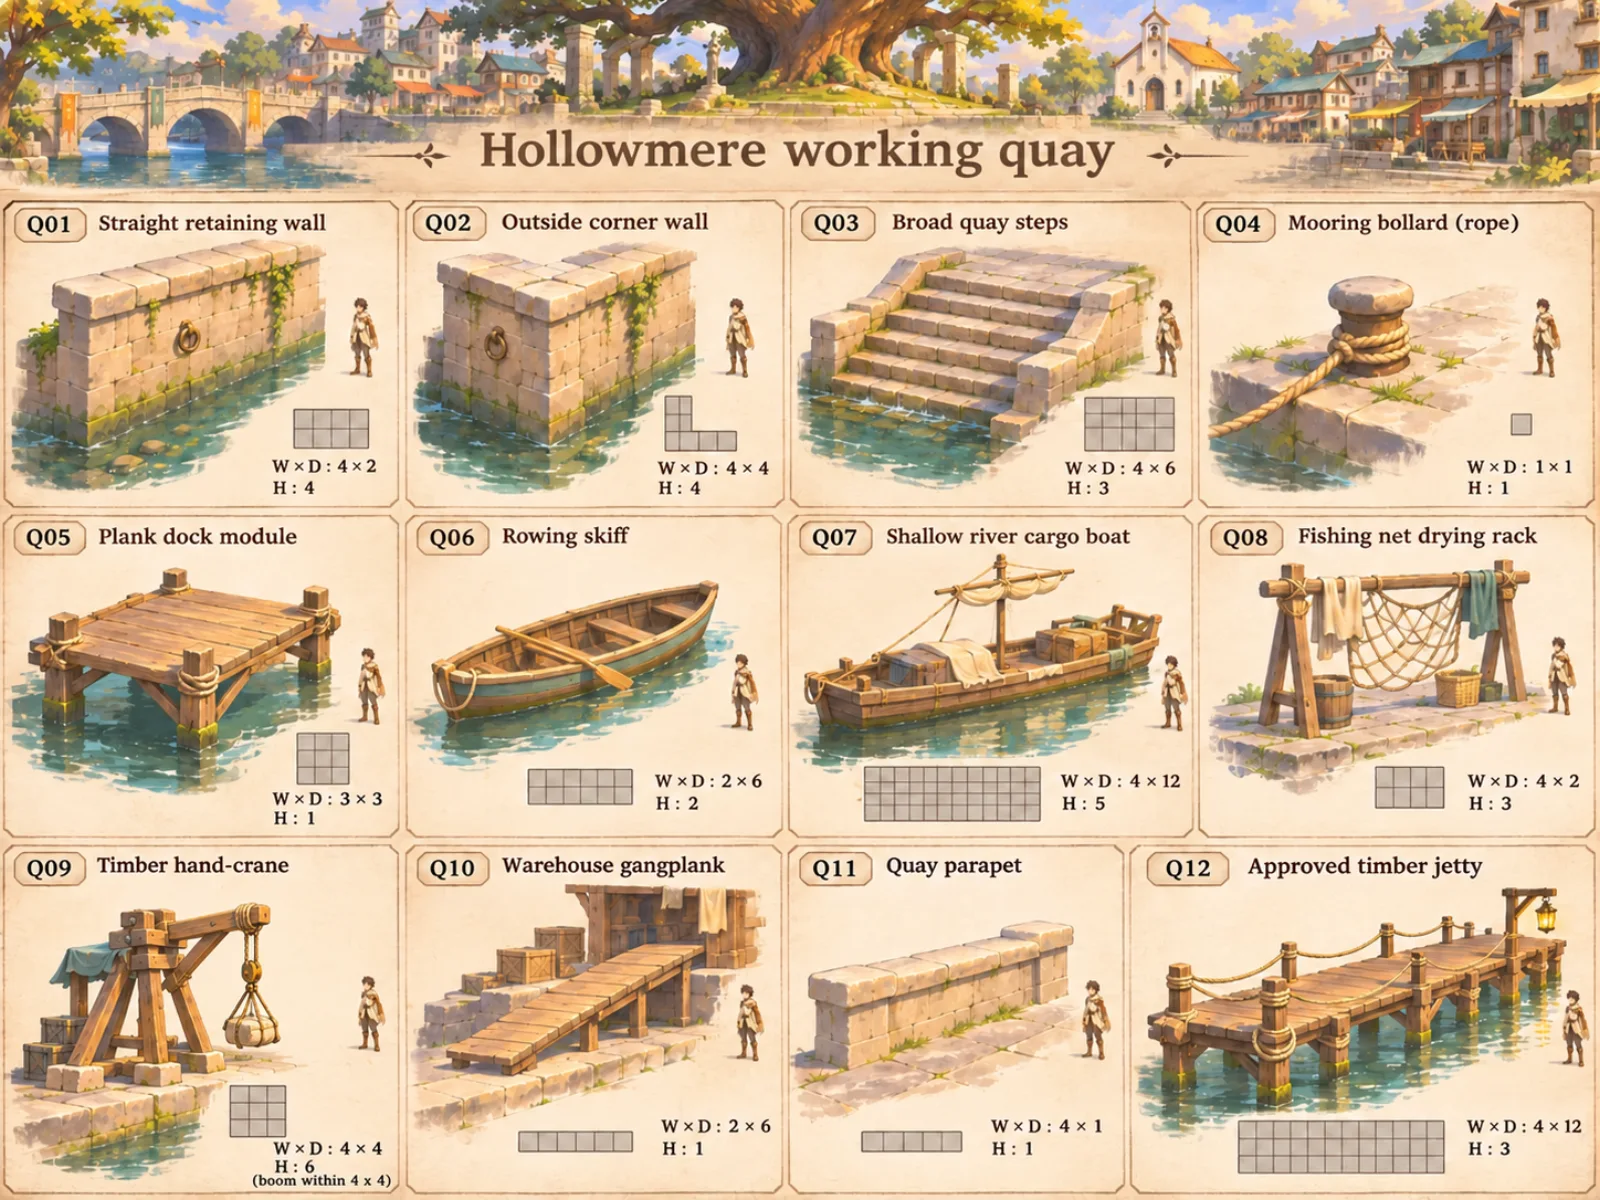 Hollowmere working quay
Q01 Straight retaining wall
W × D : 4 × 2
H : 4
Q02 Outside corner wall
W × D : 4 × 4
H : 4
Q03 Broad quay steps
W × D : 4 × 6
H : 3
Q04 Mooring bollard (rope)
W × D : 1 × 1
H : 1
Q05 Plank dock module
W × D : 3 × 3
H : 1
Q06 Rowing skiff
W × D : 2 × 6
H : 2
Q07 Shallow river cargo boat
W × D : 4 × 12
H : 5
Q08 Fishing net drying rack
W × D : 4 × 2
H : 3
Q09 Timber hand-crane
W × D : 4 × 4
H : 6
(boom within 4 x 4)
Q10 Warehouse gangplank
W × D : 2 × 6
H : 1
Q11 Quay parapet
W × D : 4 × 1
H : 1
Q12 Approved timber jetty
W × D : 4 × 12
H : 3